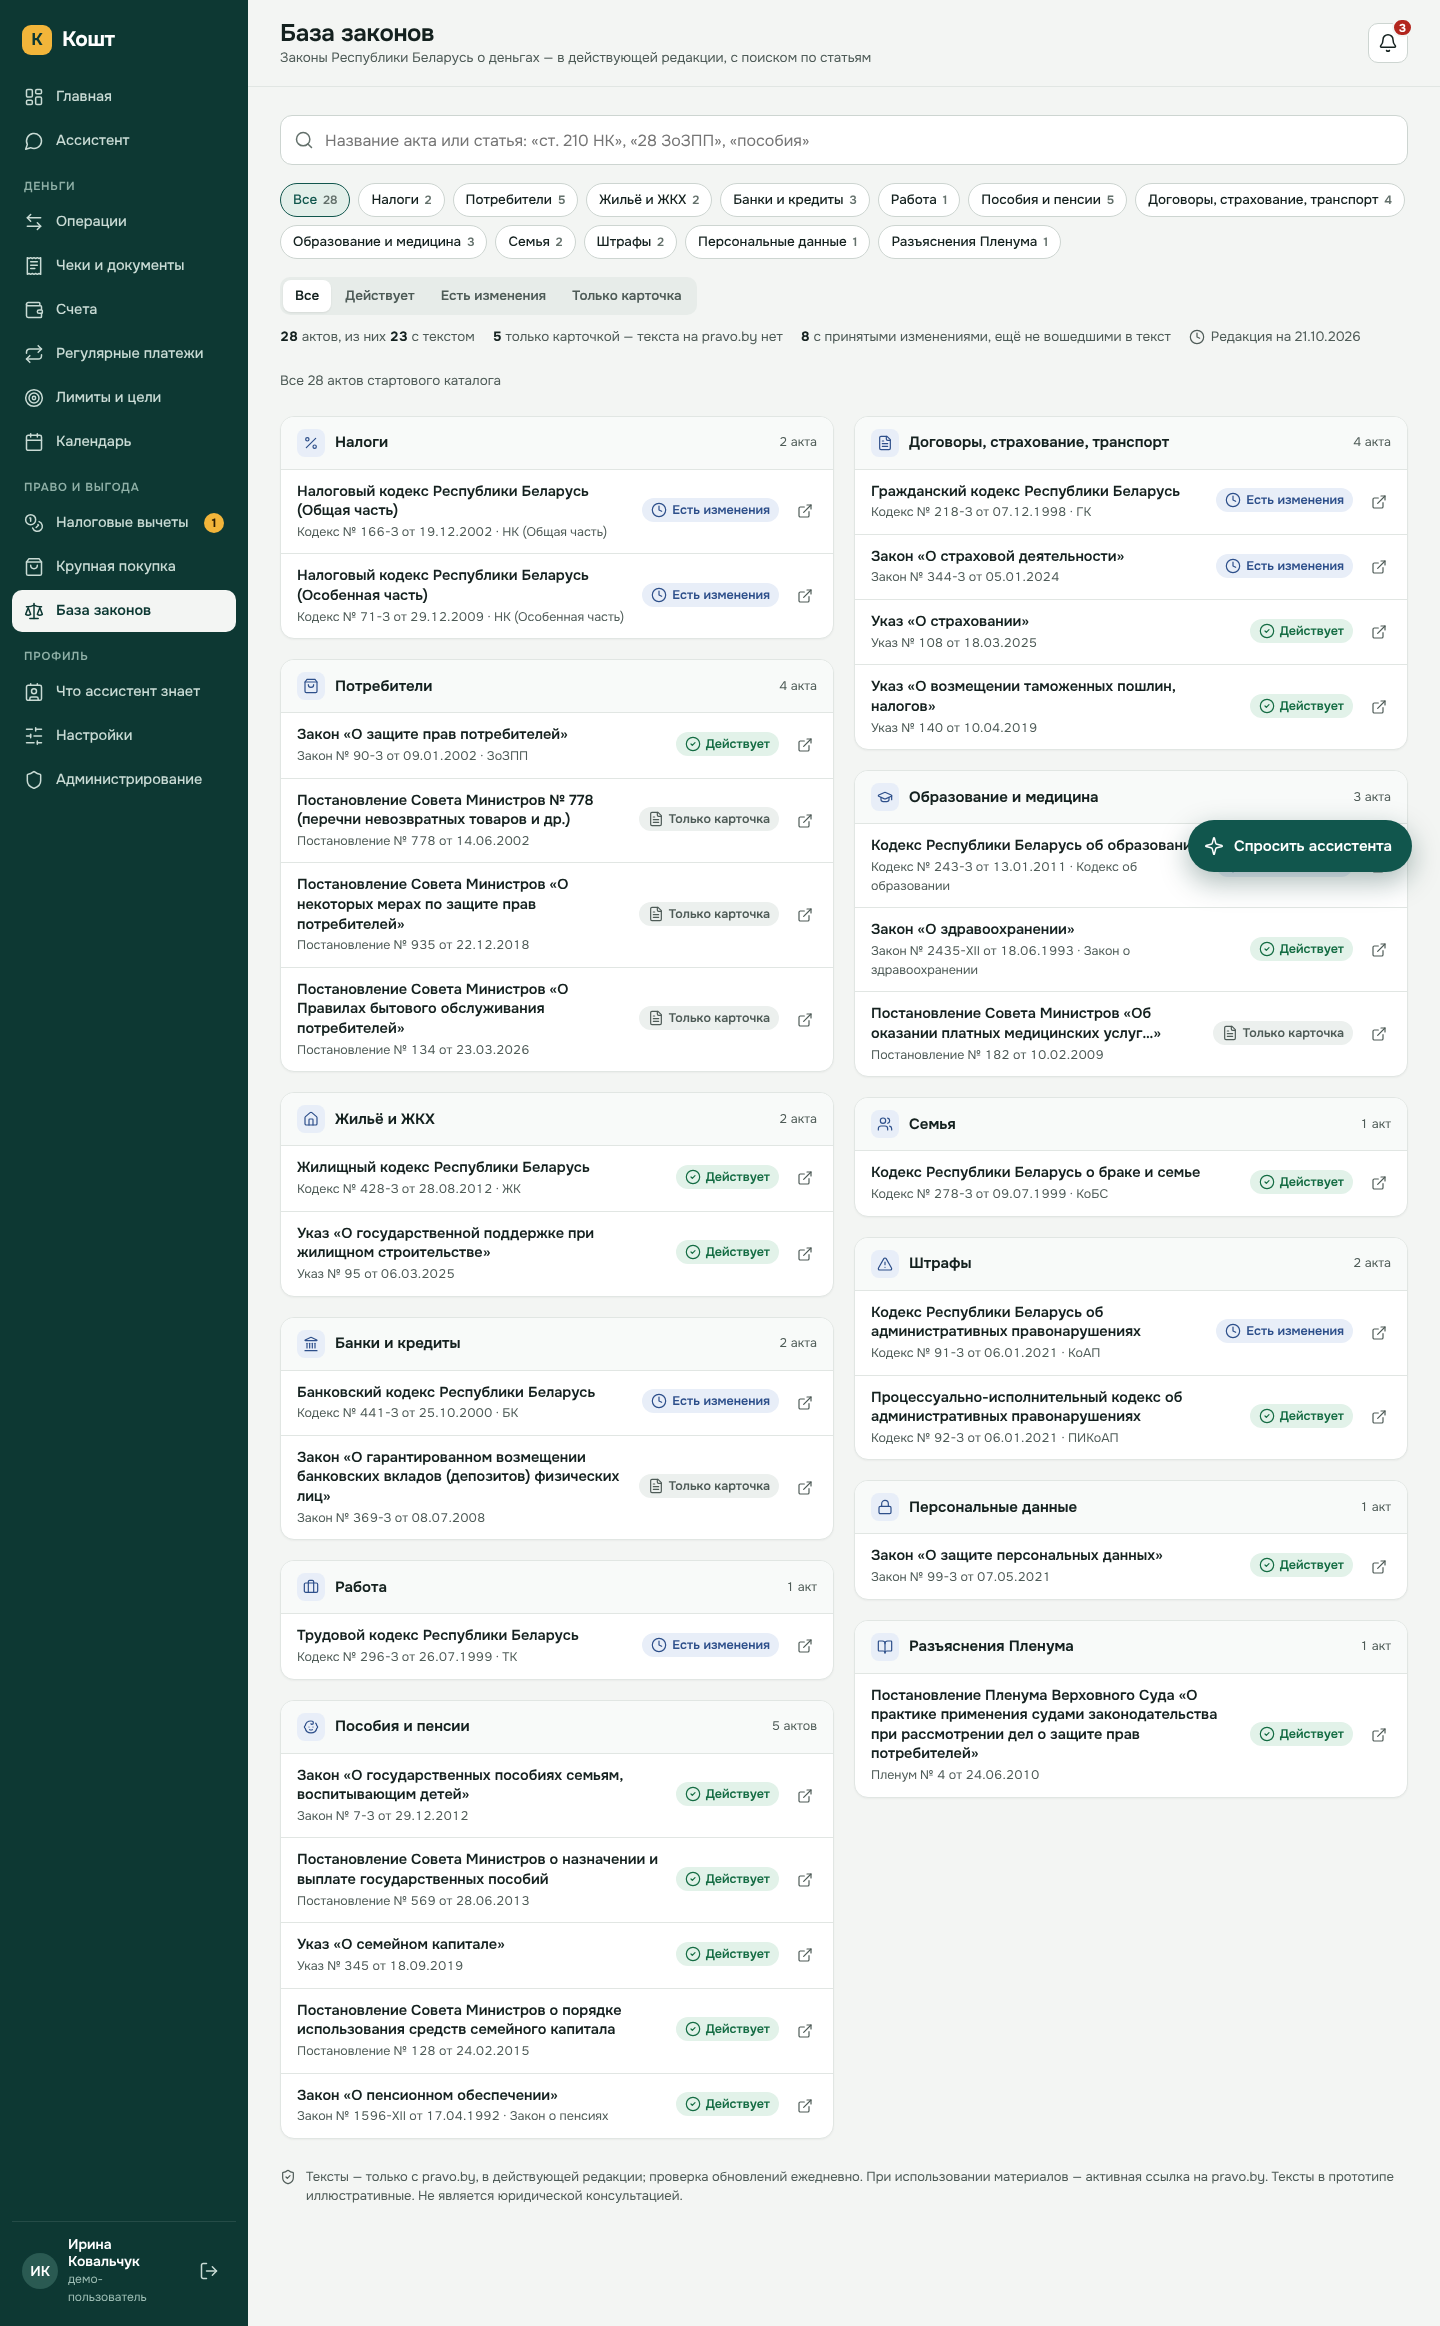 К Кошт
Главная
Ассистент
ДЕНЬГИ
Операции
Чеки и документы
Счета
Регулярные платежи
Лимиты и цели
Календарь
ПРАВО И ВЫГОДА
Налоговые вычеты 1
Крупная покупка
База законов
ПРОФИЛЬ
Что ассистент знает
Настройки
Администрирование
ИК
Ирина
Ковальчук
демо-
пользователь
База законов
Законы Республики Беларусь о деньгах — в действующей редакции, с поиском по статьям
3
Название акта или статья: «ст. 210 НК», «28 ЗоЗПП», «пособия»
Все 28 Налоги 2 Потребители 5 Жильё и ЖКХ 2 Банки и кредиты 3 Работа 1 Пособия и пенсии 5 Договоры, страхование, транспорт 4
Образование и медицина 3 Семья 2 Штрафы 2 Персональные данные 1 Разъяснения Пленума 1
Все Действует Есть изменения Только карточка
28 актов, из них 23 с текстом 5 только карточкой — текста на pravo.by нет 8 с принятыми изменениями, ещё не вошедшими в текст Редакция на 21.10.2026
Все 28 актов стартового каталога
Налоги 2 акта
Налоговый кодекс Республики Беларусь
(Общая часть)
Кодекс № 166-З от 19.12.2002 · НК (Общая часть)
Есть изменения
Налоговый кодекс Республики Беларусь
(Особенная часть)
Кодекс № 71-З от 29.12.2009 · НК (Особенная часть)
Есть изменения
Потребители 4 акта
Закон «О защите прав потребителей»
Закон № 90-З от 09.01.2002 · ЗоЗПП
Действует
Постановление Совета Министров № 778
(перечни невозвратных товаров и др.)
Постановление № 778 от 14.06.2002
Только карточка
Постановление Совета Министров «О
некоторых мерах по защите прав
потребителей»
Постановление № 935 от 22.12.2018
Только карточка
Постановление Совета Министров «О
Правилах бытового обслуживания
потребителей»
Постановление № 134 от 23.03.2026
Только карточка
Жильё и ЖКХ 2 акта
Жилищный кодекс Республики Беларусь
Кодекс № 428-З от 28.08.2012 · ЖК
Действует
Указ «О государственной поддержке при
жилищном строительстве»
Указ № 95 от 06.03.2025
Действует
Банки и кредиты 2 акта
Банковский кодекс Республики Беларусь
Кодекс № 441-З от 25.10.2000 · БК
Есть изменения
Закон «О гарантированном возмещении
банковских вкладов (депозитов) физических
лиц»
Закон № 369-З от 08.07.2008
Только карточка
Работа 1 акт
Трудовой кодекс Республики Беларусь
Кодекс № 296-З от 26.07.1999 · ТК
Есть изменения
Пособия и пенсии 5 актов
Закон «О государственных пособиях семьям,
воспитывающим детей»
Закон № 7-З от 29.12.2012
Действует
Постановление Совета Министров о назначении и
выплате государственных пособий
Постановление № 569 от 28.06.2013
Действует
Указ «О семейном капитале»
Указ № 345 от 18.09.2019
Действует
Постановление Совета Министров о порядке
использования средств семейного капитала
Постановление № 128 от 24.02.2015
Действует
Закон «О пенсионном обеспечении»
Закон № 1596-XII от 17.04.1992 · Закон о пенсиях
Действует
Договоры, страхование, транспорт 4 акта
Гражданский кодекс Республики Беларусь
Кодекс № 218-З от 07.12.1998 · ГК
Есть изменения
Закон «О страховой деятельности»
Закон № 344-З от 05.01.2024
Есть изменения
Указ «О страховании»
Указ № 108 от 18.03.2025
Действует
Указ «О возмещении таможенных пошлин,
налогов»
Указ № 140 от 10.04.2019
Действует
Образование и медицина 3 акта
Кодекс Республики Беларусь об образовани
Кодекс № 243-З от 13.01.2011 · Кодекс об
образовании
Спросить ассистента
Закон «О здравоохранении»
Закон № 2435-XII от 18.06.1993 · Закон о
здравоохранении
Действует
Постановление Совета Министров «Об
оказании платных медицинских услуг…»
Постановление № 182 от 10.02.2009
Только карточка
Семья 1 акт
Кодекс Республики Беларусь о браке и семье
Кодекс № 278-З от 09.07.1999 · КоБС
Действует
Штрафы 2 акта
Кодекс Республики Беларусь об
административных правонарушениях
Кодекс № 91-З от 06.01.2021 · КоАП
Есть изменения
Процессуально-исполнительный кодекс об
административных правонарушениях
Кодекс № 92-З от 06.01.2021 · ПИКоАП
Действует
Персональные данные 1 акт
Закон «О защите персональных данных»
Закон № 99-З от 07.05.2021
Действует
Разъяснения Пленума 1 акт
Постановление Пленума Верховного Суда «О
практике применения судами законодательства
при рассмотрении дел о защите прав
потребителей»
Пленум № 4 от 24.06.2010
Действует
Тексты — только с pravo.by, в действующей редакции; проверка обновлений ежедневно. При использовании материалов — активная ссылка на pravo.by. Тексты в прототипе
иллюстративные. Не является юридической консультацией.